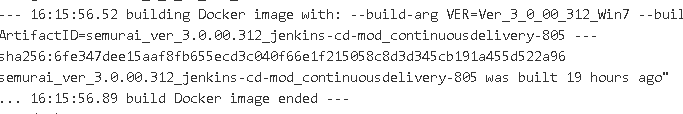 --- 16:15:56.52 building Docker image with: --build-arg VER=Ver_3_0_00_312_Win7 --buil
ArtifactID=semurai_ver_3.0.00.312_jenkins-cd-mod_continuousdelivery-805 ---
sha256:6fe347dee15aaf8fb655ecd3c040f66e1f215058c8d3d345cb191a455d522a96
semurai_ver_3.0.00.312_jenkins-cd-mod_continuousdelivery-805 was built 19 hours ago"
... 16:15:56.89 build Docker image ended ---